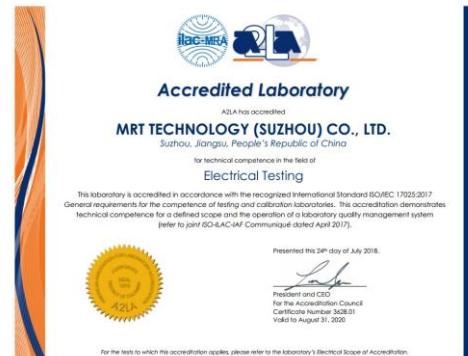 ilac-MRA
A2LA
Accredited Laboratory
A2LA has accredited
MRT TECHNOLOGY (SUZHOU) CO., LTD.
Suzhou, Jiangsu, People's Republic of China
for technical competence in the field of
Electrical Testing
This laboratory is accredited in accordance with the recognized International Standard ISO/IEC 17025:2017
General requirements for the competence of testing and calibration laboratories. This accreditation demonstrates
technical competence for a defined scope and the operation of a laboratory quality management system
(refer to joint ISO-ILAC-IAF Communiqué dated April 2017).
Presented this 24th day of July 2018.
President and CEO
For the Accreditation Council
Certificate Number 3628.01
Valid to August 31, 2020
SEAL
A2LA
For the tests to which this accreditation applies, please refer to the laboratory's Electrical Scope of Accreditation.